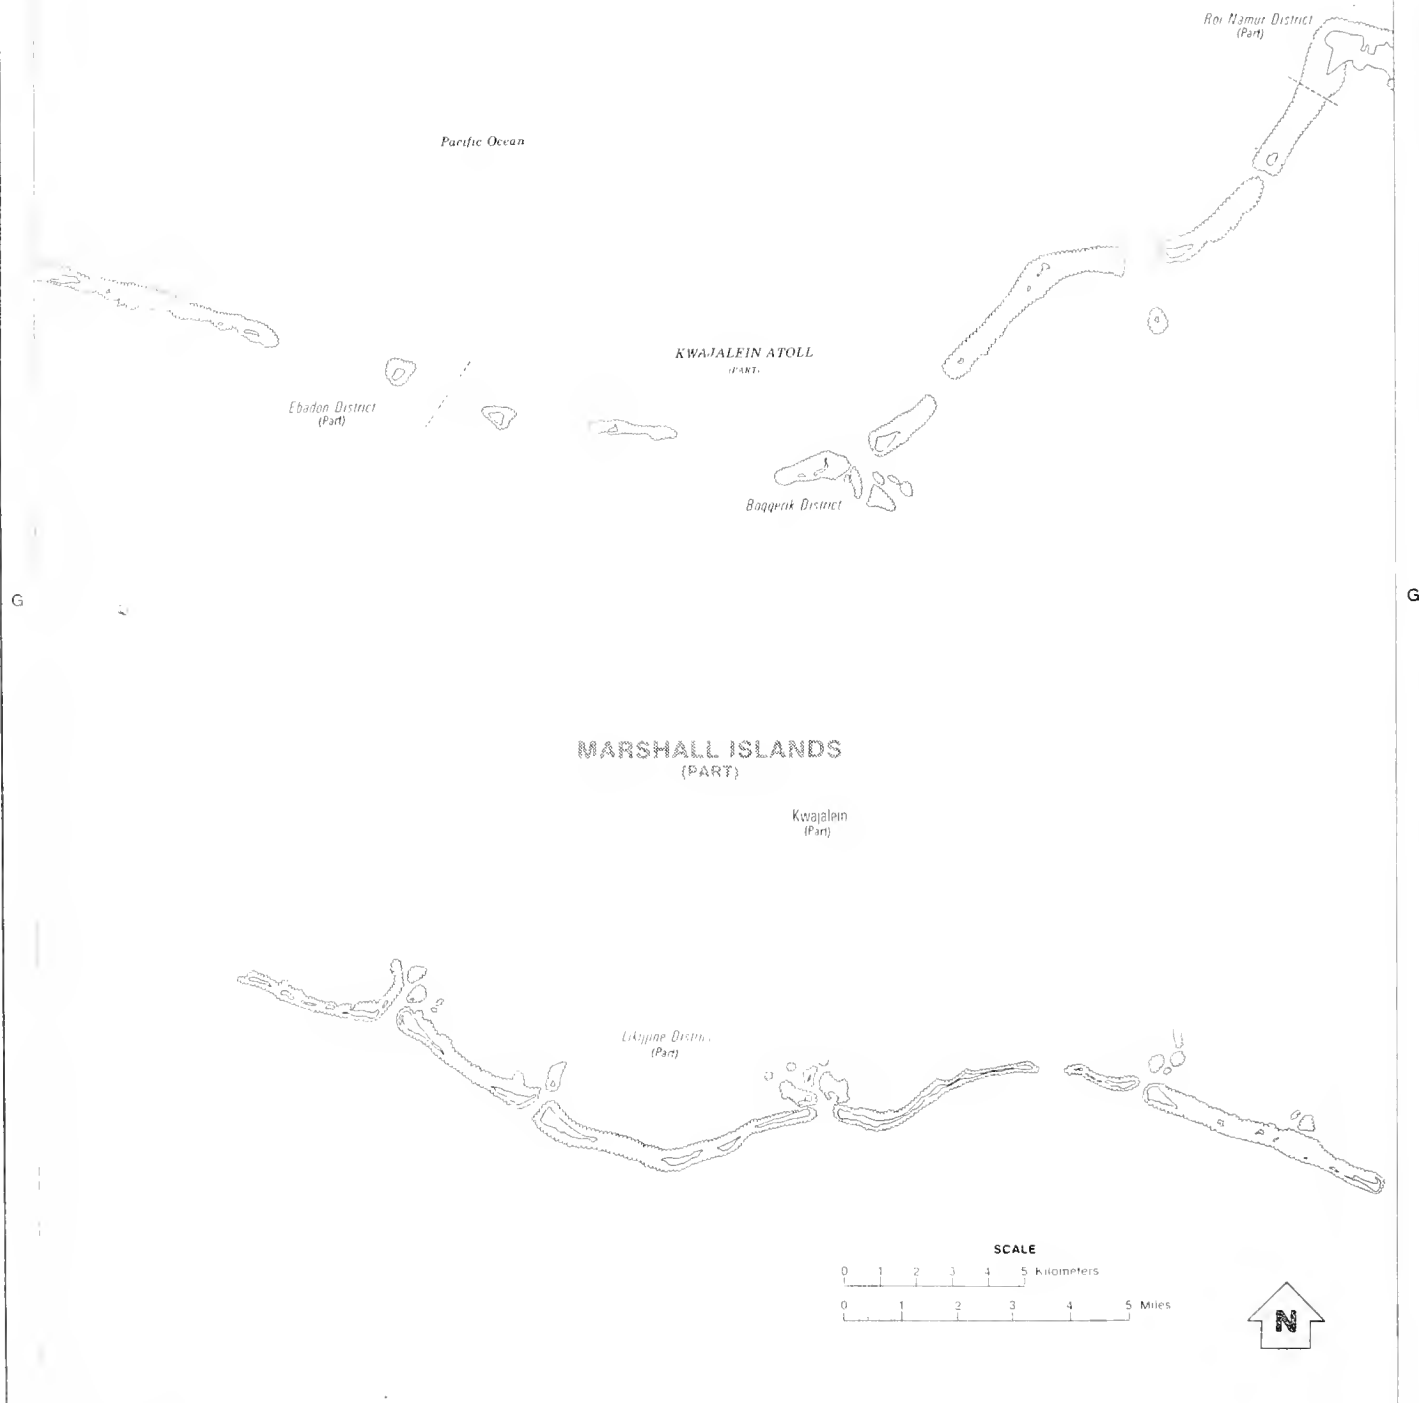 Roi Namur District
(Part)
Pacific Ocean
KWAJALEIN ATOLL
(PART)
Ebadon District
(Part)
Boggerik District
G
G
MARSHALL ISLANDS
(PART)
Kwajalein
(Part)
(Part)
SCALE
0 1 2 3 4 5 Kilometers
0 1 2 3 4 5 Miles
N